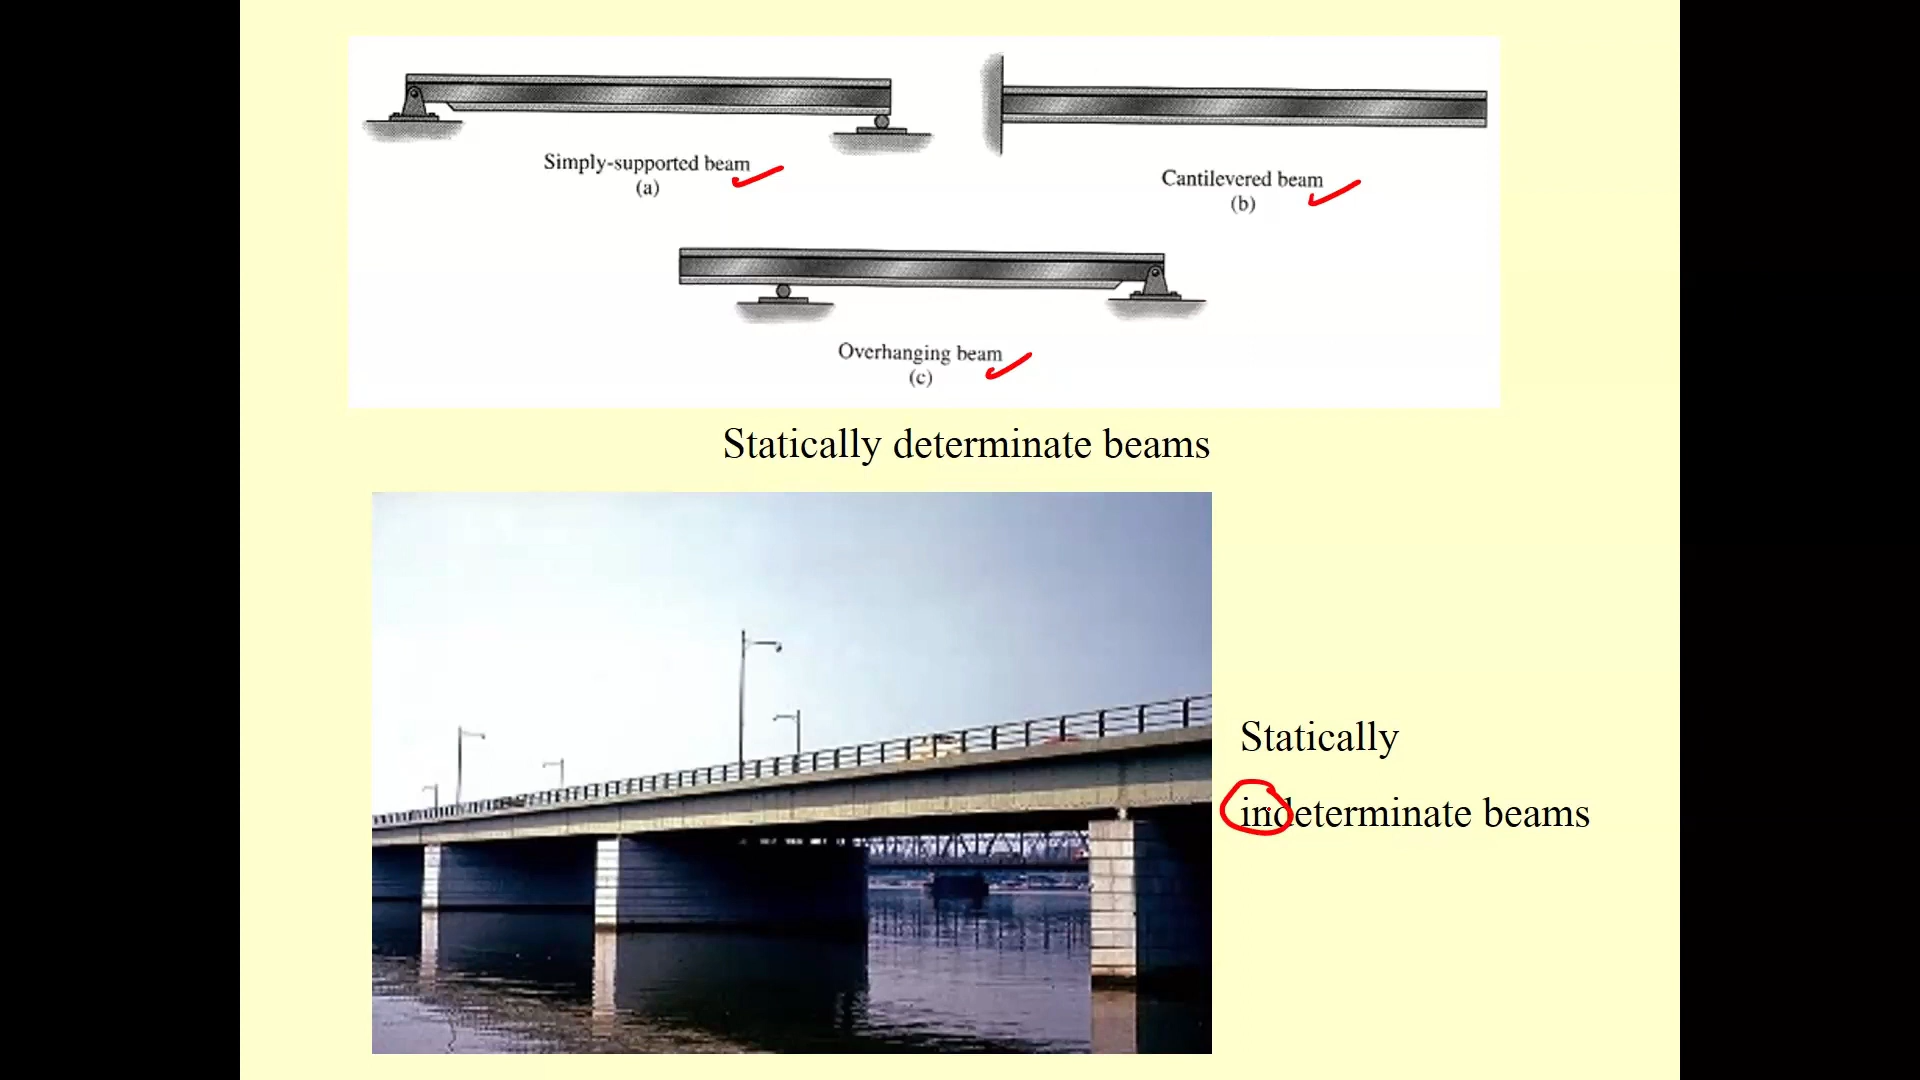 Simply-supported beam
(a)
Cantilevered beam
(b)
Overhanging beam
(c)
Statically determinate beams
Statically
indeterminate beams